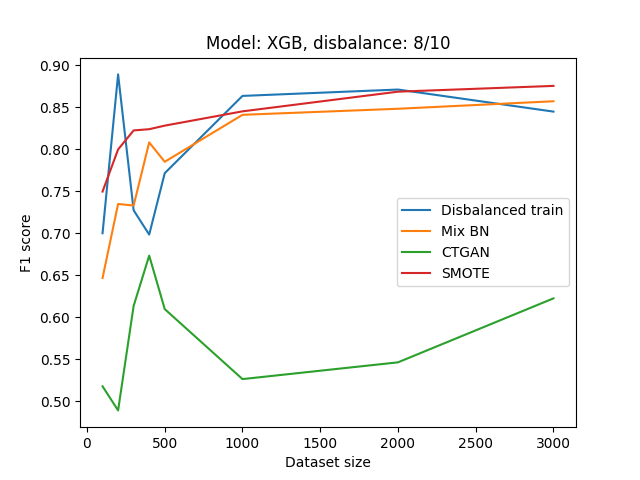 Model: XGB, disbalance: 8/10
F1 score
0.90
0.85
0.80
0.75
0.70
0.65
0.60
0.55
0.50
Disbalanced train
Mix BN
CTGAN
SMOTE
0 500 1000 1500 2000 2500 3000
Dataset size